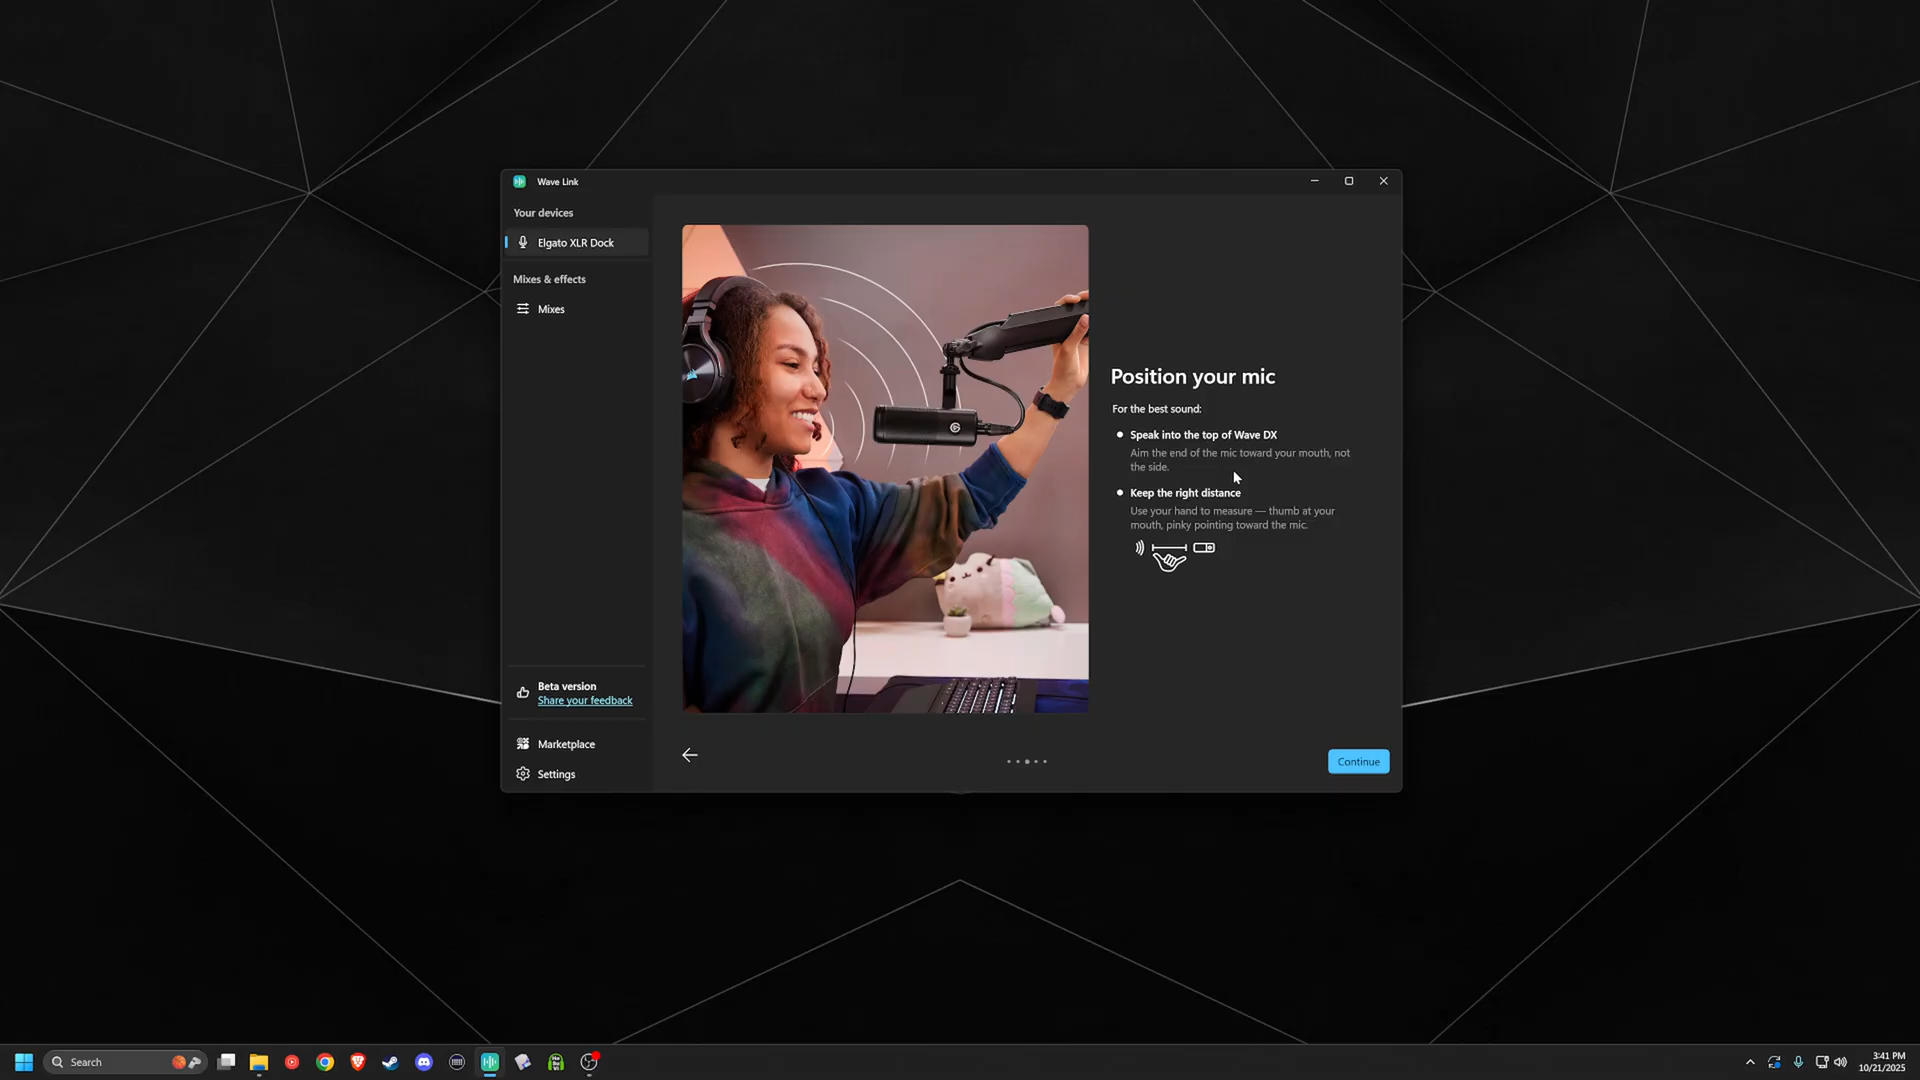 Wave Link
Your devices
Elgato XLR Dock
Mixes & effects
Mixes
Position your mic
For the best sound:
Speak into the top of Wave DX
Aim the end of the mic toward your mouth, not
the side.
Keep the right distance
Use your hand to measure — thumb at your
mouth, pinky pointing toward the mic.
Beta version
Share your feedback
Marketplace
Settings
Continue
Search
3:41 PM
10/21/2025